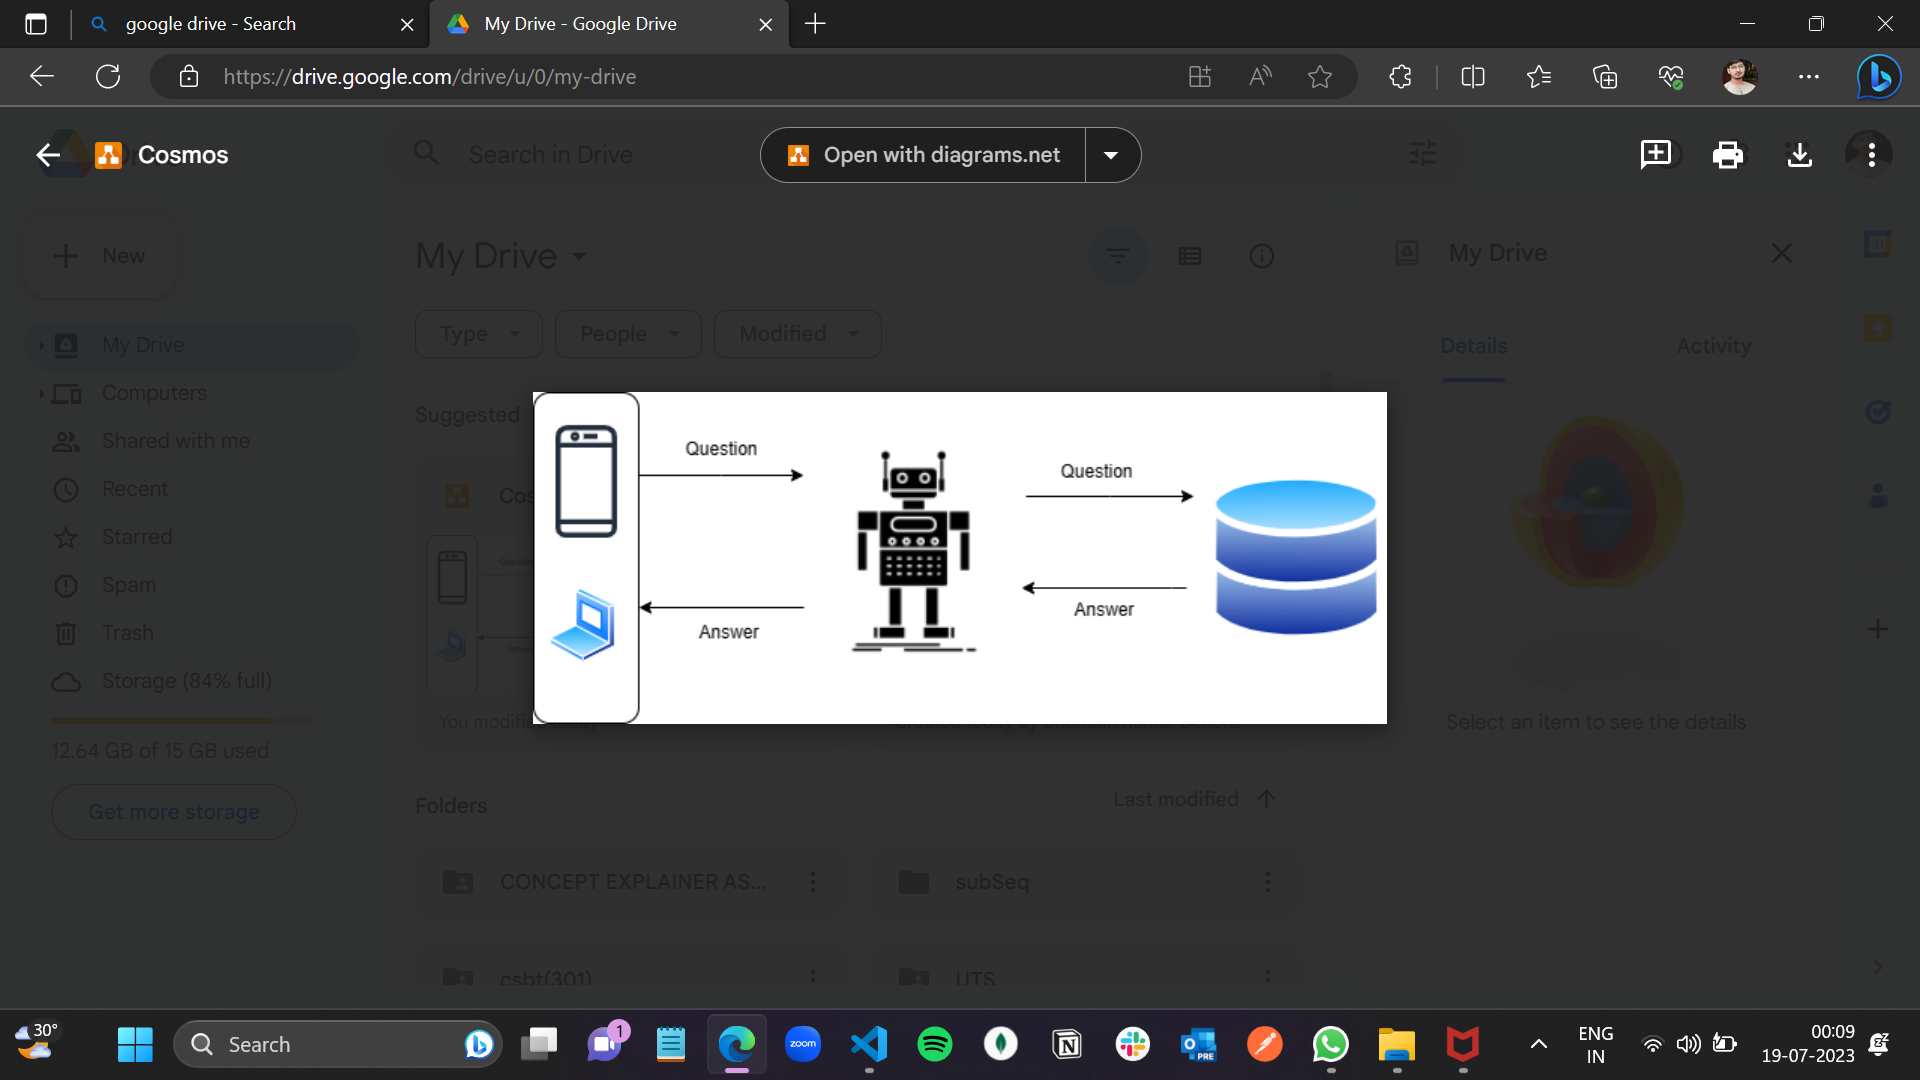 google drive - Search
My Drive - Google Drive
https://drive.google.com/drive/u/0/my-drive
Cosmos
Search in Drive
Open with diagrams.net
New
My Drive
My Drive
Type
People
Modified
Details
Activity
My Drive
Computers
Shared with me
Recent
Starred
Spam
Trash
Storage (84% full)
12.64 GB of 15 GB used
Get more storage
Suggested
Cos
Question
Question
Answer
Answer
You modified today
Select an item to see the details
Folders
Last modified
CONCEPT EXPLAINER AS...
subSeq
csbt(301)
UTS
31
30°
Search
1
zoom
PRE
ENG
IN
00:09
19-07-2023